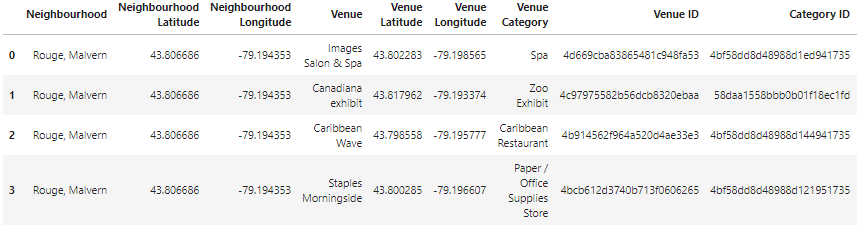 Neighbourhood Neighbourhood Latitude Neighbourhood Longitude Venue Venue Latitude Venue Longitude Venue Category Venue ID Category ID
0 Rouge, Malvern 43.806686 -79.194353 Images Salon & Spa 43.802283 -79.198565 Spa 4d669cba83865481c948fa53 4bf58dd8d48988d1ed941735
1 Rouge, Malvern 43.806686 -79.194353 Canadiana exhibit 43.817962 -79.193374 Zoo Exhibit 4c97975582b56dcb8320ebaa 58daa1558bbb0b01f18ec1fd
2 Rouge, Malvern 43.806686 -79.194353 Caribbean Wave 43.798558 -79.195777 Caribbean Restaurant 4b914562f964a520d4ae33e3 4bf58dd8d48988d144941735
3 Rouge, Malvern 43.806686 -79.194353 Staples Morningside 43.800285 -79.196607 Paper / Office Supplies Store 4bcb612d3740b713f0606265 4bf58dd8d48988d121951735